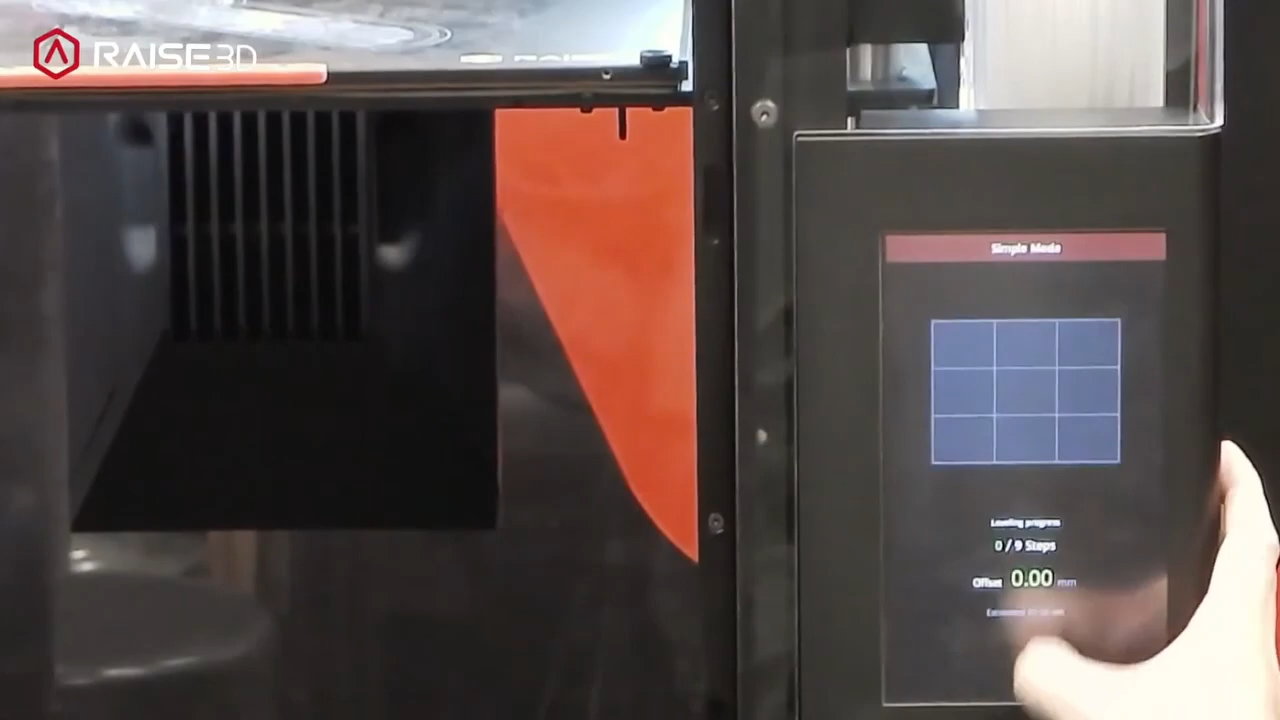 RAISE3D
Simple Mode
Leveling progress
0 / 9 Steps
Offset 0.00 mm